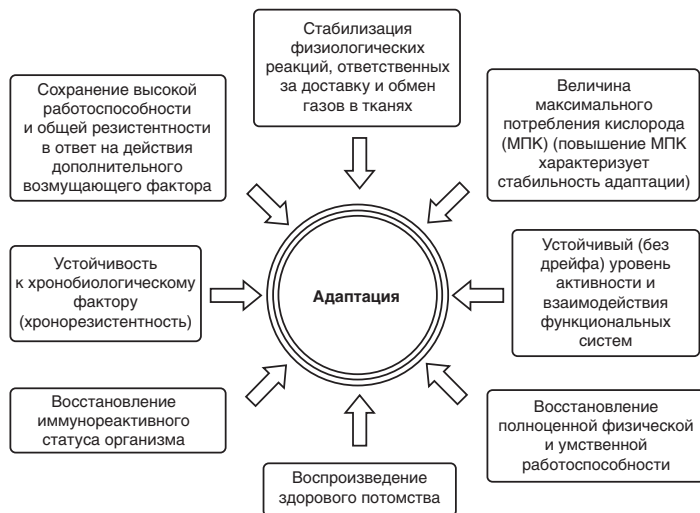 Стабилизация
физиологических
реакций, ответственных
за доставку и обмен
газов в тканях
Сохранение высокой
работоспособности
и общей резистентности
в ответ на действия
дополнительного
возмущающего фактора
Величина
максимального
потребления кислорода
(МПК) (повышение МПК
характеризует
стабильность адаптации)
Устойчивость
к хронобиологическому
фактору
(хронорезистентность)
Адаптация
Устойчивый (без
дрейфа) уровень
активности и
взаимодействия
функциональных
систем
Восстановление
иммунореактивного
статуса организма
Восстановление
полноценной физической
и умственной
работоспособности
Воспроизведение
здорового потомства